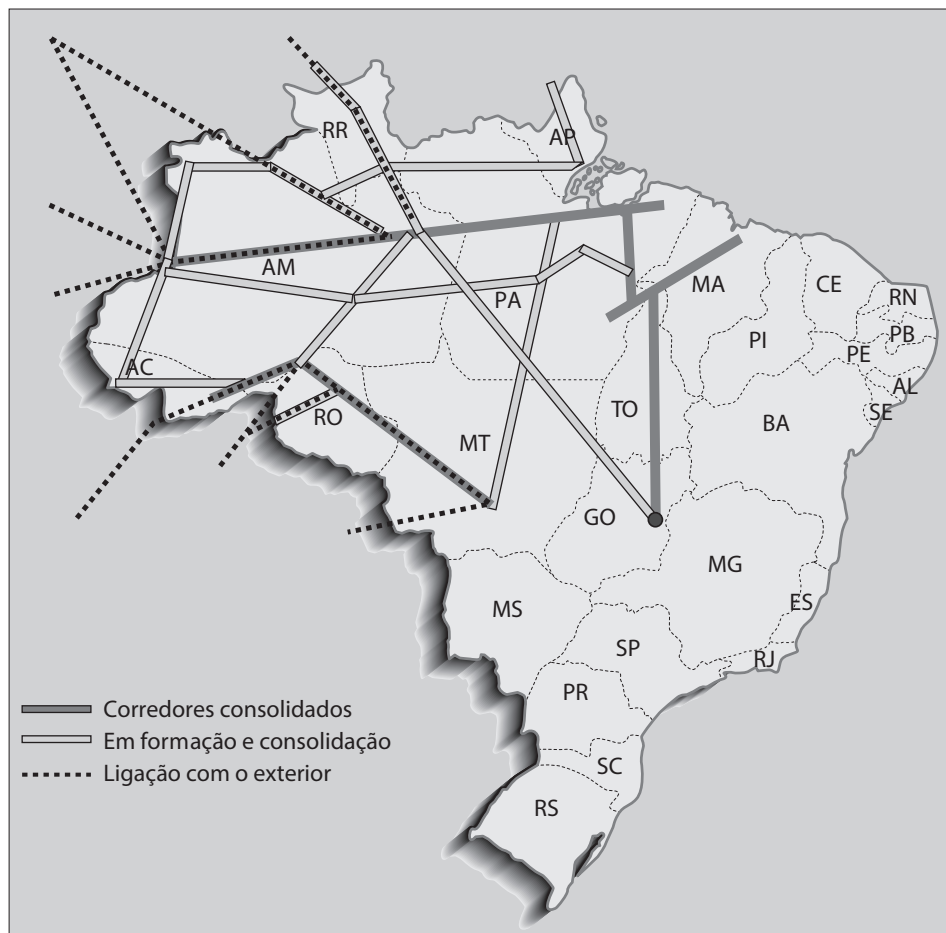 RR
AP
AM
PA
MA
CE
RN
PB
PI
PE
AL
SE
AC
RO
TO
BA
MT
GO
MG
ES
MS
SP
RJ
PR
SC
RS
Corredores consolidados
Em formação e consolidação
Ligação com o exterior